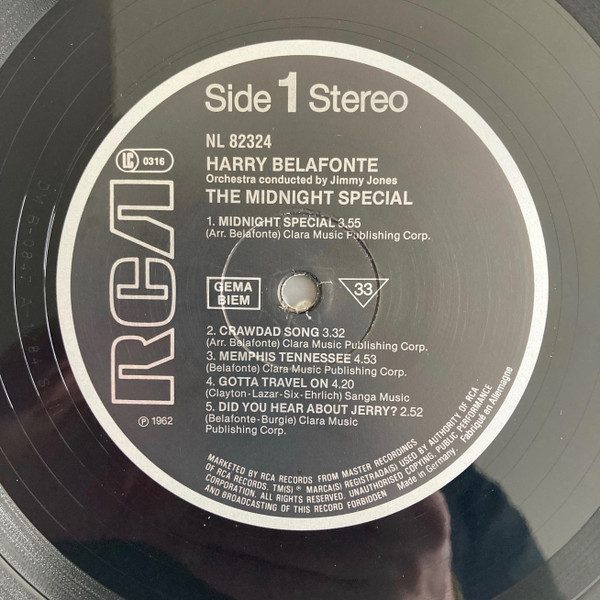 Side 1 Stereo
NL 82324
LC 0316
HARRY BELAFONTE
Orchestra conducted by Jimmy Jones
THE MIDNIGHT SPECIAL
1. MIDNIGHT SPECIAL 3.55
(Arr. Belafonte) Clara Music Publishing Corp.
RCA
GEMA
BIEM
33
2. CRAWDAD SONG 3.32
(Arr. Belafonte) Clara Music Publishing Corp.
3. MEMPHIS TENNESSEE 4.53
(Belafonte) Clara Music Publishing Corp.
4. GOTTA TRAVEL ON 4.20
(Clayton-Lazar-Six-Ehrlich) Sanga Music
5. DID YOU HEAR ABOUT JERRY? 2.52
(Belafonte-Burgie) Clara Music
Publishing Corp.
Ⓟ 1962
MARKETED BY RCA RECORDS FROM MASTER RECORDINGS
OF RCA RECORDS. TM(S) ® MARCA(S) REGISTRADA(S) USED BY AUTHORITY OF RCA
CORPORATION. ALL RIGHTS RESERVED. UNAUTHORISED COPYING, PUBLIC PERFORMANCE
AND BROADCASTING OF THIS RECORD FORBIDDEN Made in Germany. Fabriqué en Allemagne